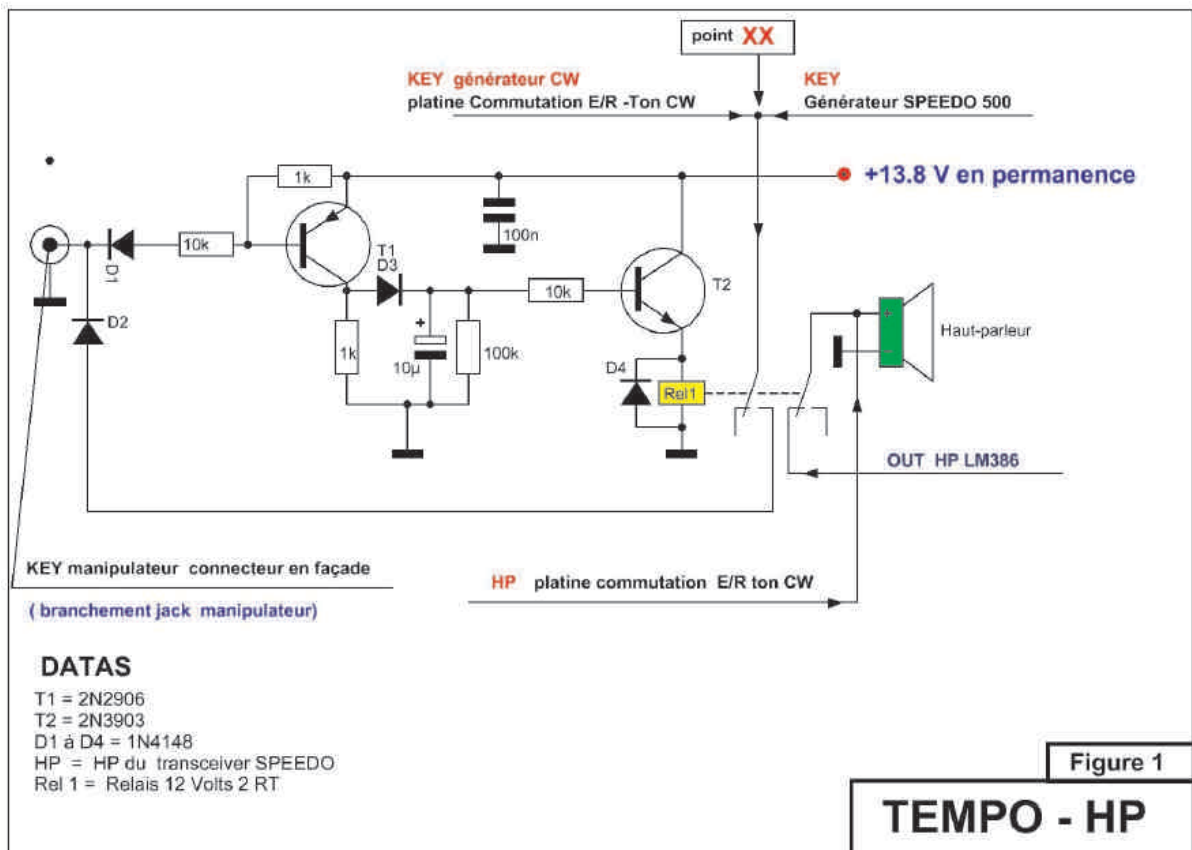 point XX
KEY générateur CW
platine Commutation E/R -Ton CW
KEY
Générateur SPEEDO 500
1k
+13.8 V en permanence
100n
10k
T1
D3
D1
T2
10k
D2
Haut-parleur
+
-
1k
+
10µ
100k
D4
Rel1
OUT HP LM386
KEY manipulateur connecteur en façade
HP platine commutation E/R ton CW
( branchement jack manipulateur)
DATAS
T1 = 2N2906
T2 = 2N3903
D1 à D4 = 1N4148
HP = HP du transceiver SPEEDO
Rel 1 = Relais 12 Volts 2 RT
Figure 1
TEMPO - HP